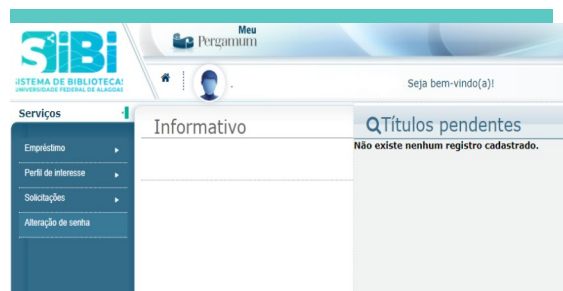 Meu
Pergamum
SiBi
SISTEMA DE BIBLIOTECAS
UNIVERSIDADE FEDERAL DE ALAGOAS
Seja bem-vindo(a)!
Serviços
Empréstimo
Perfil de interesse
Solicitações
Alteração de senha
Informativo
Títulos pendentes
Não existe nenhum registro cadastrado.